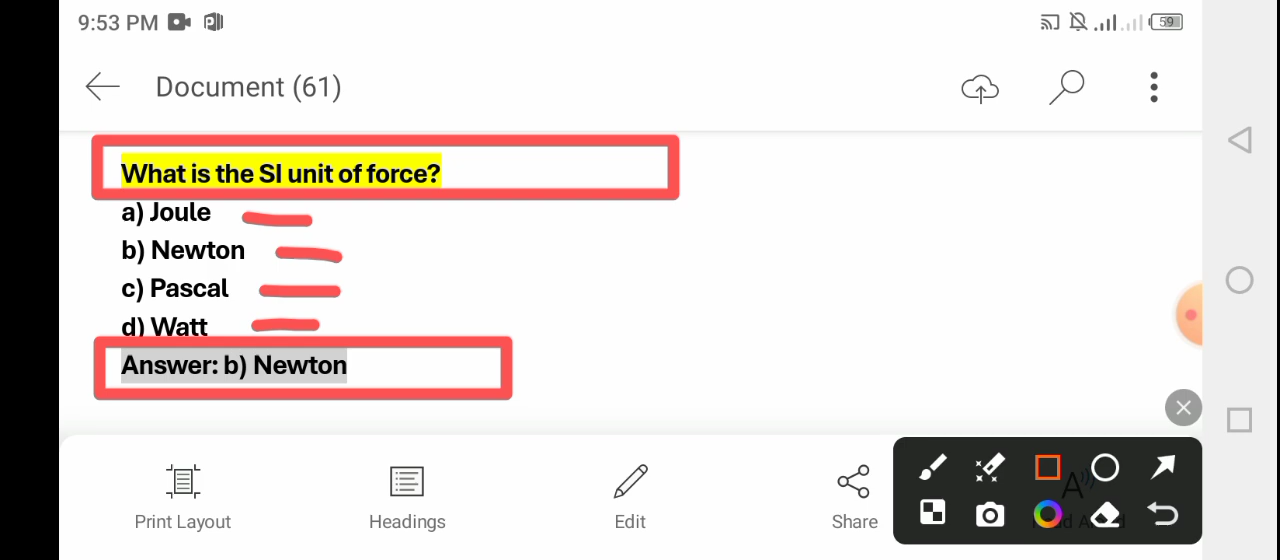 9:53 PM
59
Document (61)
What is the SI unit of force?
a) Joule
b) Newton
c) Pascal
d) Watt
Answer: b) Newton
Print Layout
Headings
Edit
Share